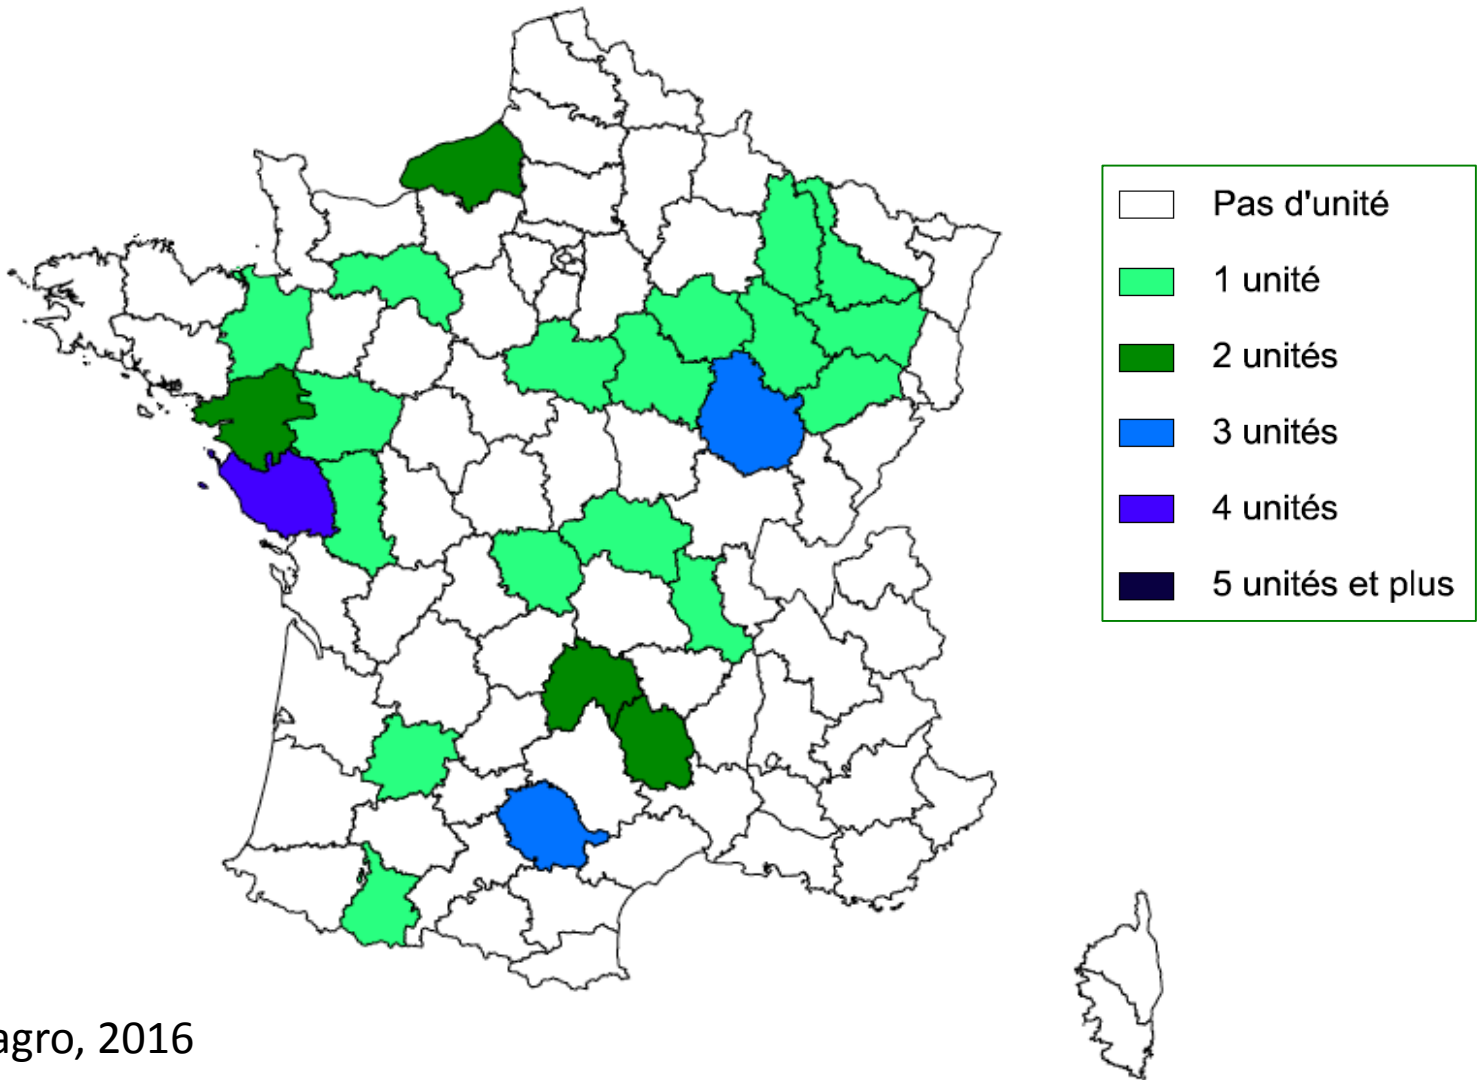 Pas d'unité
1 unité
2 unités
3 unités
4 unités
5 unités et plus
agro, 2016